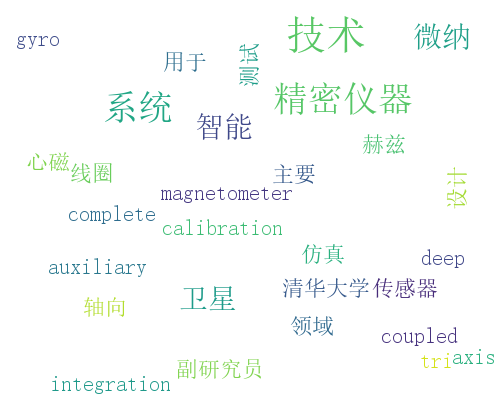 技术
微纳
gyro
测试
用于
精密仪器
系统
智能
赫兹
心磁
线圈
主要
设计
magnetometer
complete
calibration
仿真
deep
auxiliary
卫星
清华大学
传感器
轴向
领域
coupled
tri
axis
副研究员
integration